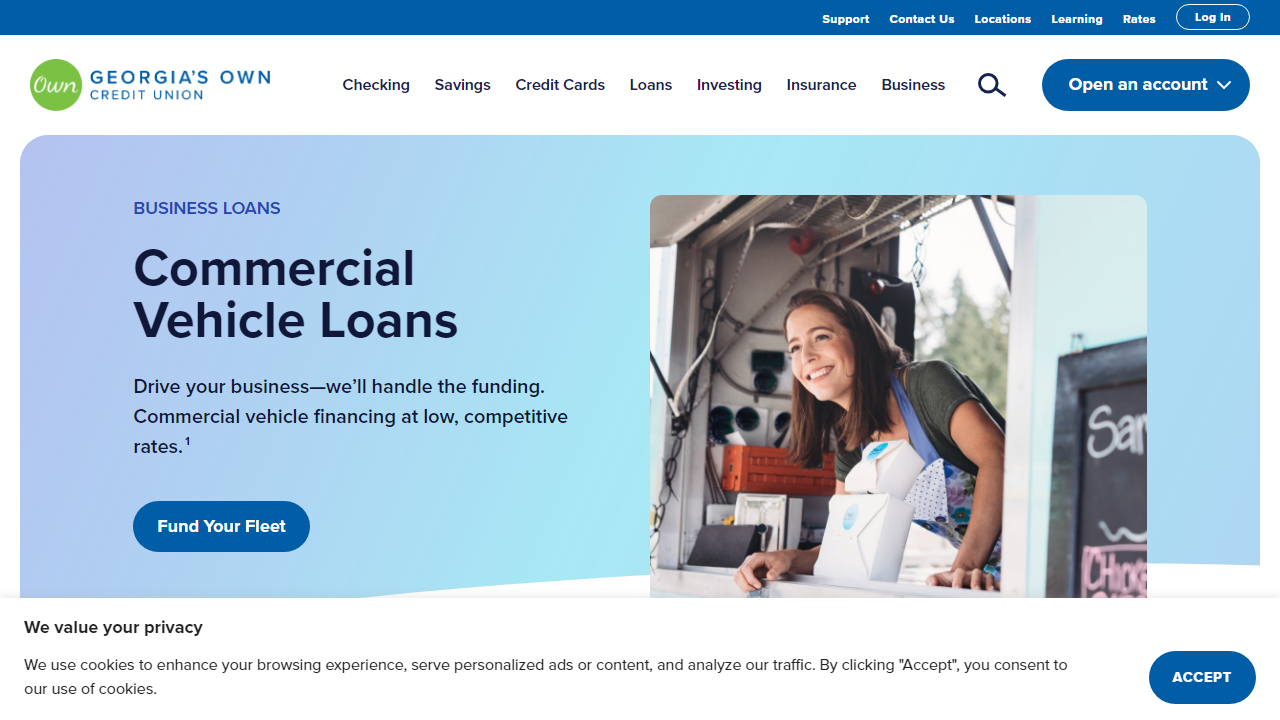 Support Contact Us Locations Learning Rates Log In
Own GEORGIA'S OWN
CREDIT UNION
Checking Savings Credit Cards Loans Investing Insurance Business Open an account
BUSINESS LOANS
Commercial
Vehicle Loans
Drive your business—we’ll handle the funding.
Commercial vehicle financing at low, competitive
rates.¹
Fund Your Fleet
We value your privacy
We use cookies to enhance your browsing experience, serve personalized ads or content, and analyze our traffic. By clicking "Accept", you consent to
our use of cookies.
ACCEPT